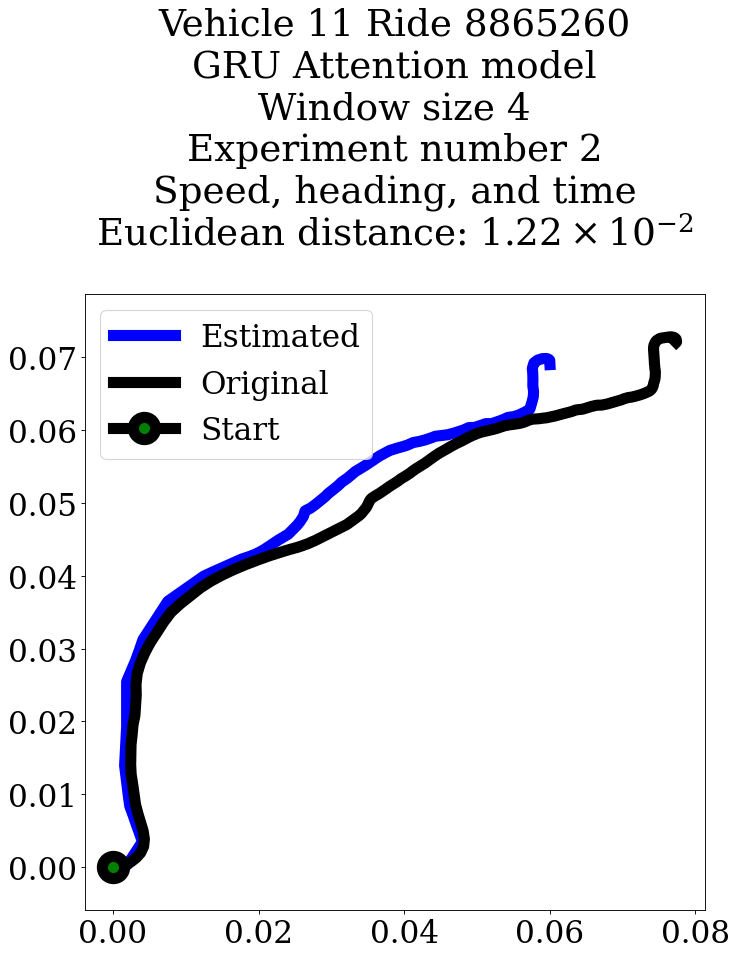 Vehicle 11 Ride 8865260
GRU Attention model
Window size 4
Experiment number 2
Speed, heading, and time
Euclidean distance: 1.22 × 10⁻²
Estimated
Original
Start
0.07
0.06
0.05
0.04
0.03
0.02
0.01
0.00
0.00 0.02 0.04 0.06 0.08